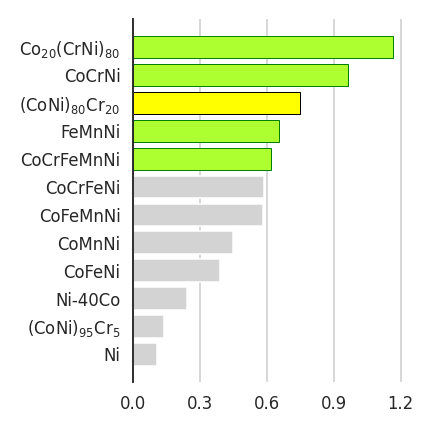 Co₂₀(CrNi)₈₀
CoCrNi
(CoNi)₈₀Cr₂₀
FeMnNi
CoCrFeMnNi
CoCrFeNi
CoFeMnNi
CoMnNi
CoFeNi
Ni-40Co
(CoNi)₉₅Cr₅
Ni
0.0 0.3 0.6 0.9 1.2